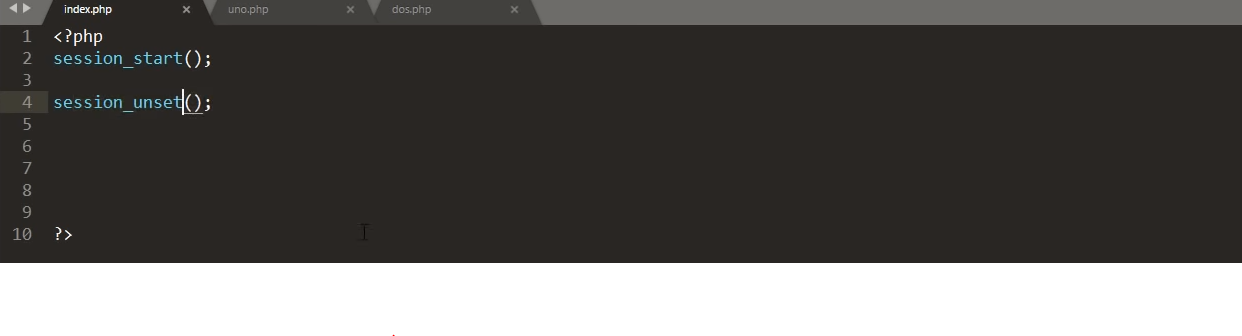 index.php × uno.php × dos.php ×
1 <?php
2 session_start();
3
4 session_unset();
5
6
7
8
9
10 ?>